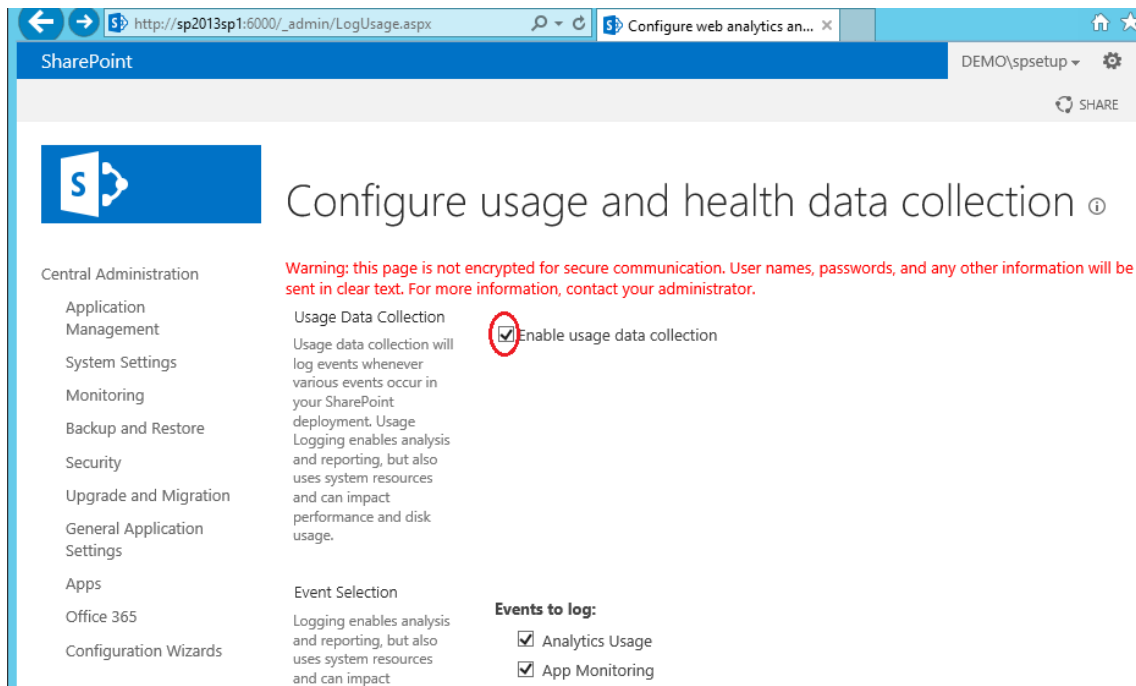 http://sp2013sp1:6000/_admin/LogUsage.aspx
Configure web analytics an...
SharePoint
DEMO\spsetup
SHARE
S
Configure usage and health data collection
Warning: this page is not encrypted for secure communication. User names, passwords, and any other information will be
sent in clear text. For more information, contact your administrator.
Central Administration
Application
Management
System Settings
Monitoring
Backup and Restore
Security
Upgrade and Migration
General Application
Settings
Apps
Office 365
Configuration Wizards
Usage Data Collection
Usage data collection will
log events whenever
various events occur in
your SharePoint
deployment. Usage
Logging enables analysis
and reporting, but also
uses system resources
and can impact
performance and disk
usage.
Enable usage data collection
Event Selection
Logging enables analysis
and reporting, but also
uses system resources
and can impact
Events to log:
Analytics Usage
App Monitoring